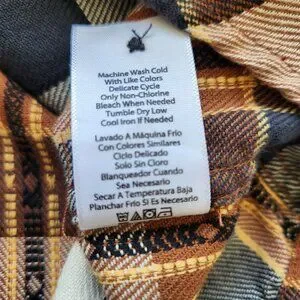 Machine Wash Cold
With Like Colors
Delicate Cycle
Only Non-Chlorine
Bleach When Needed
Tumble Dry Low
Cool Iron If Needed
Lavado A Máquina Frío
Con Colores Similares
Ciclo Delicado
Solo Sin Cloro
Blanqueador Cuando
Sea Necesario
Secar A Temperatura Baja
Planchar Frío Si Es Necesario